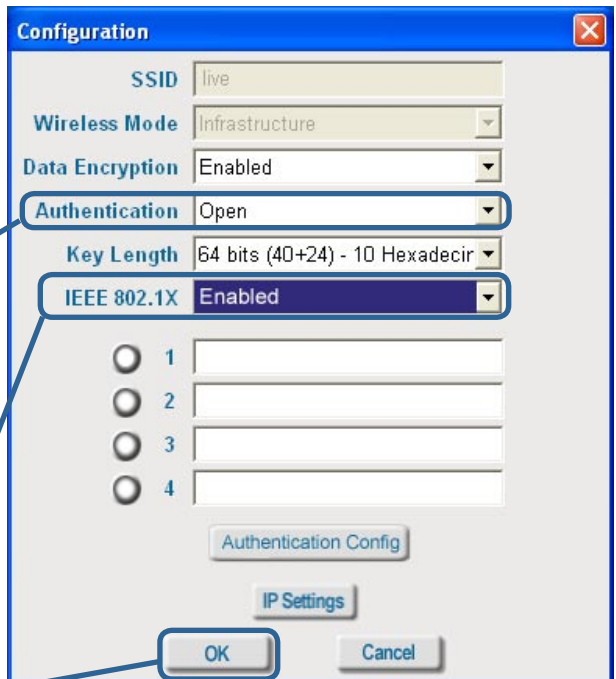 Configuration
SSID live
Wireless Mode Infrastructure
Data Encryption Enabled
Authentication Open
Key Length 64 bits (40+24) - 10 Hexadecir
IEEE 802.1X Enabled
1
2
3
4
Authentication Config
IP Settings
OK Cancel